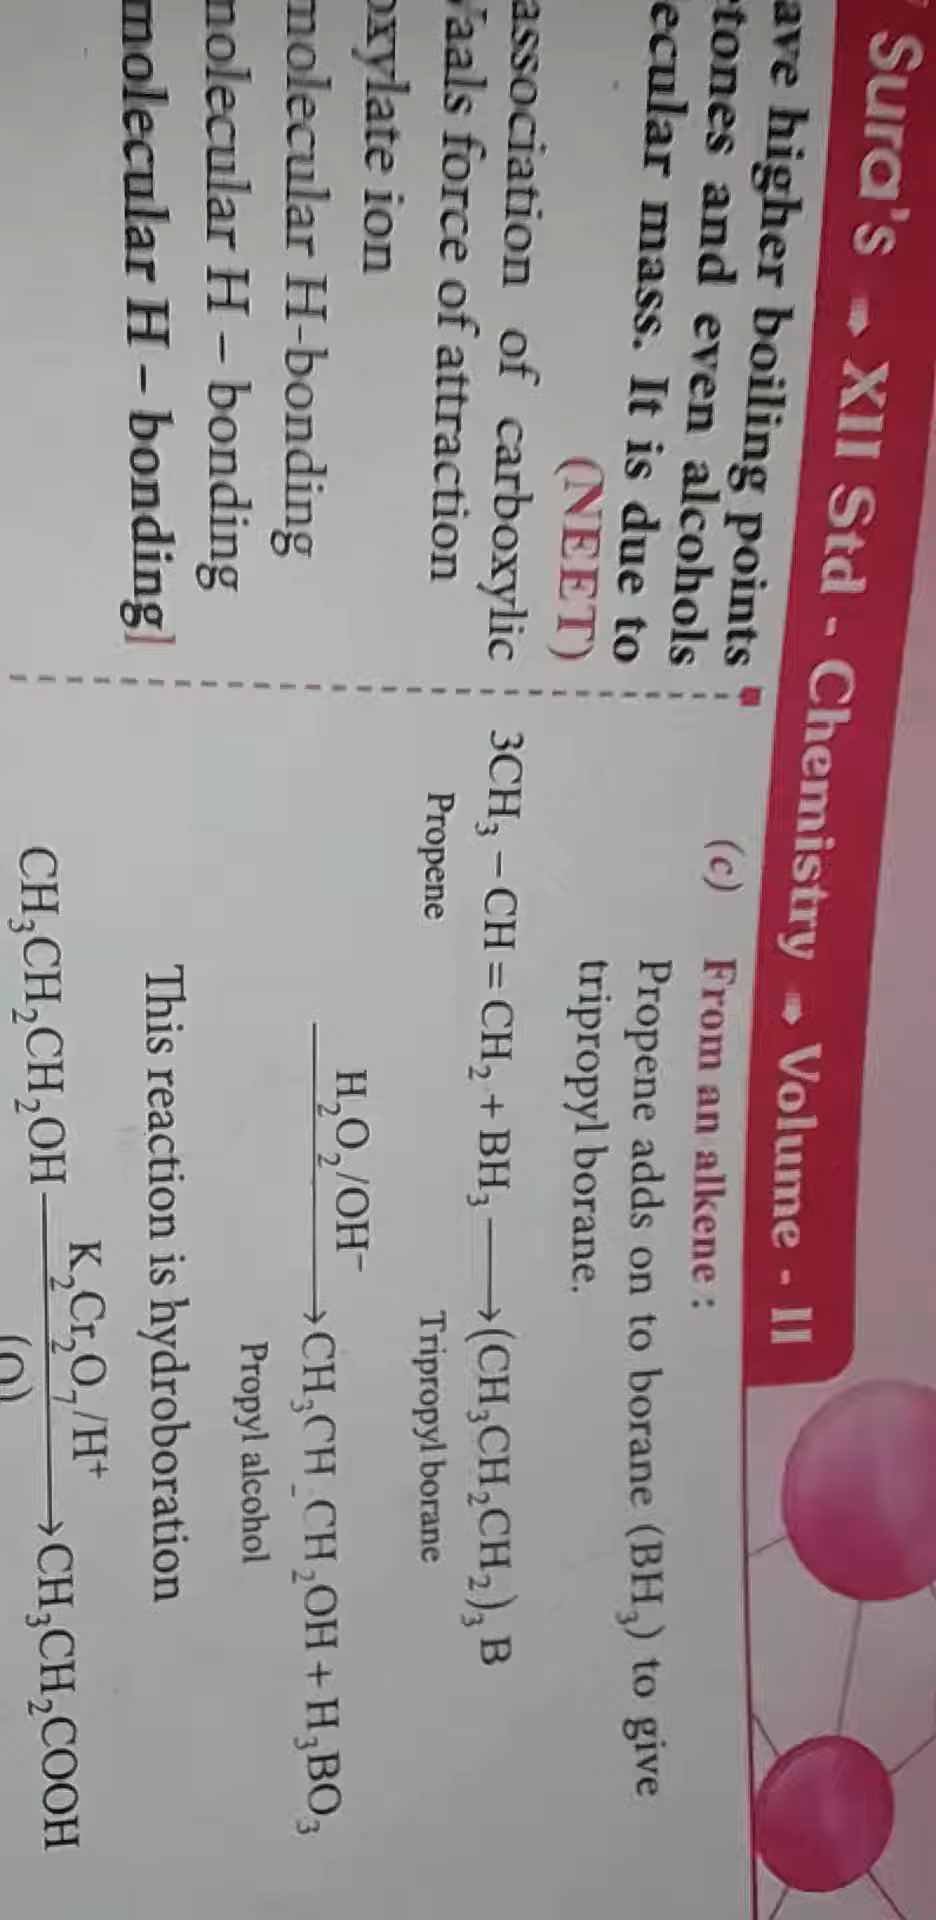 Sura's ➠ XII Std - Chemistry ➠ Volume - II
ave higher boiling points
tones and even alcohols
ecular mass. It is due to
(NEET)
association of carboxylic
Vaals force of attraction
oxylate ion
molecular H-bonding
molecular H – bonding
molecular H – bonding]
(c) From an alkene :
Propene adds on to borane (BH₃) to give
tripropyl borane.
3CH₃ – CH = CH₂ + BH₃ ⟶ (CH₃CH₂CH₂)₃ B
Propene Tripropyl borane
H₂O₂/OH⁻
⟶ CH₃CH₂CH₂OH + H₃BO₃
Propyl alcohol
This reaction is hydroboration
K₂Cr₂O₇/H⁺
CH₃CH₂CH₂OH ⟶ CH₃CH₂COOH
(O)